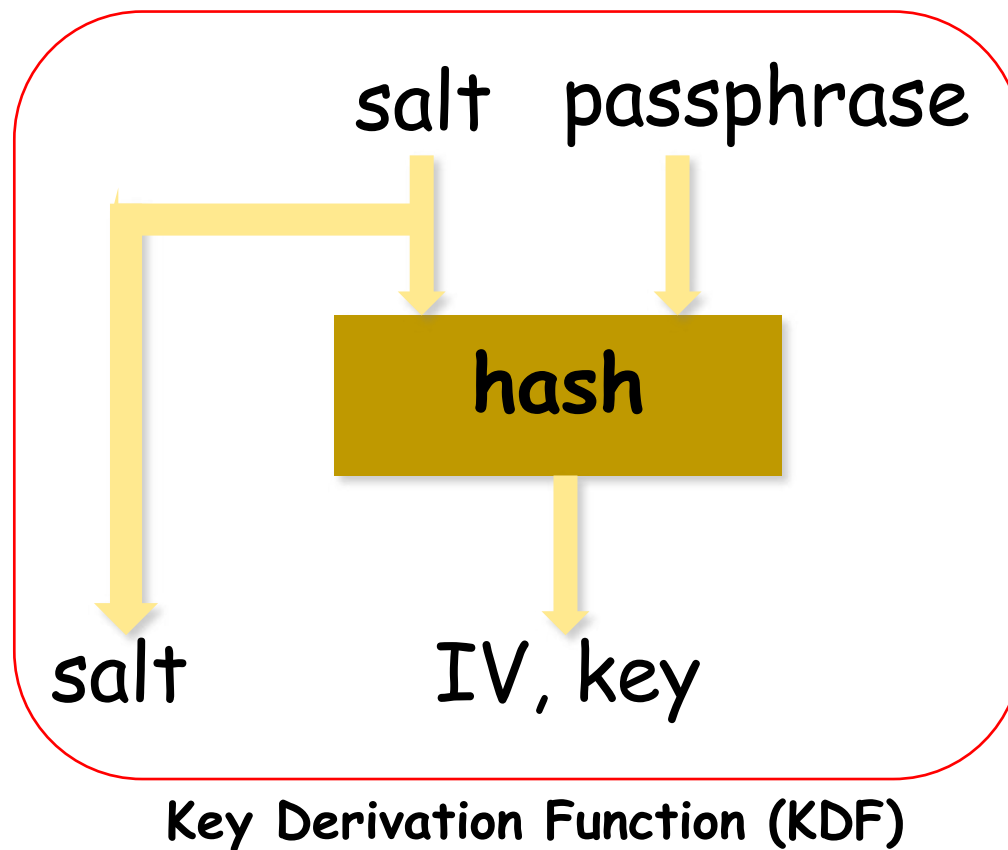 salt passphrase
hash
salt IV, key
Key Derivation Function (KDF)